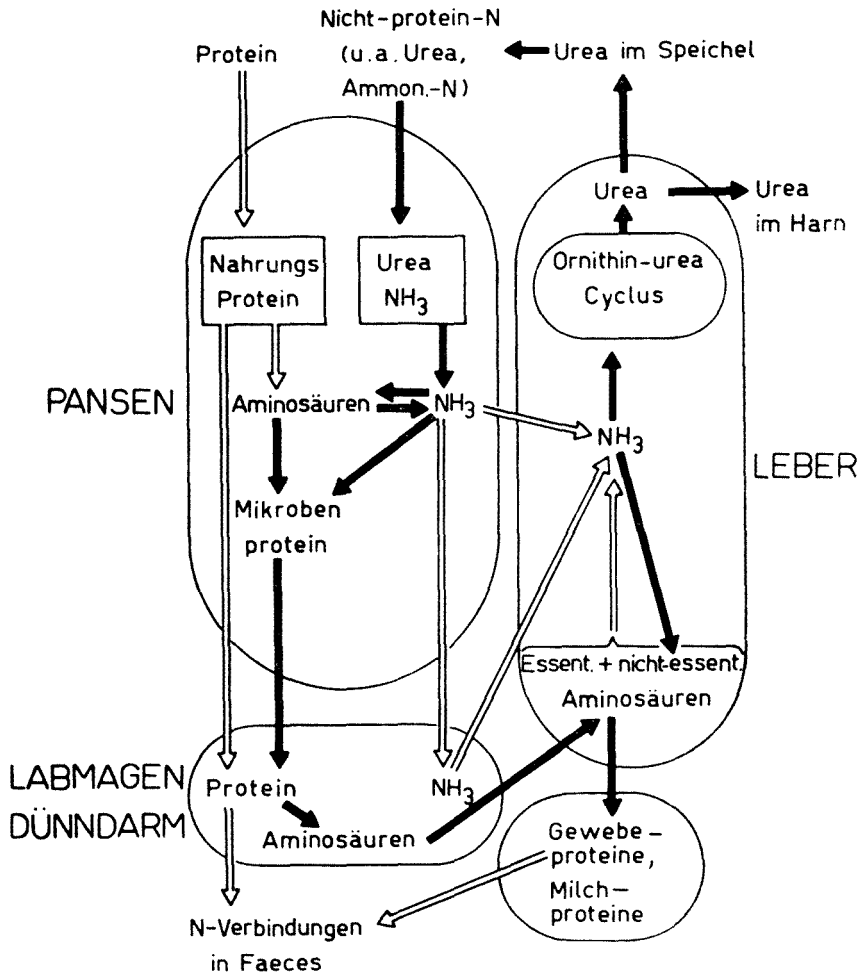 Nicht-protein-N
(u.a. Urea,
Ammon.-N)
Protein
Urea im Speichel
Urea
Urea
im Harn
Nahrungs
Protein
Urea
NH3
Ornithin-urea
Cyclus
PANSEN
Aminosäuren
NH3
NH3
LEBER
Mikroben
protein
Essent. + nicht-essent.
Aminosäuren
LABMAGEN
DÜNNDARM
Protein
NH3
Aminosäuren
Gewebe-
proteine,
Milch-
proteine
N-Verbindungen
in Faeces